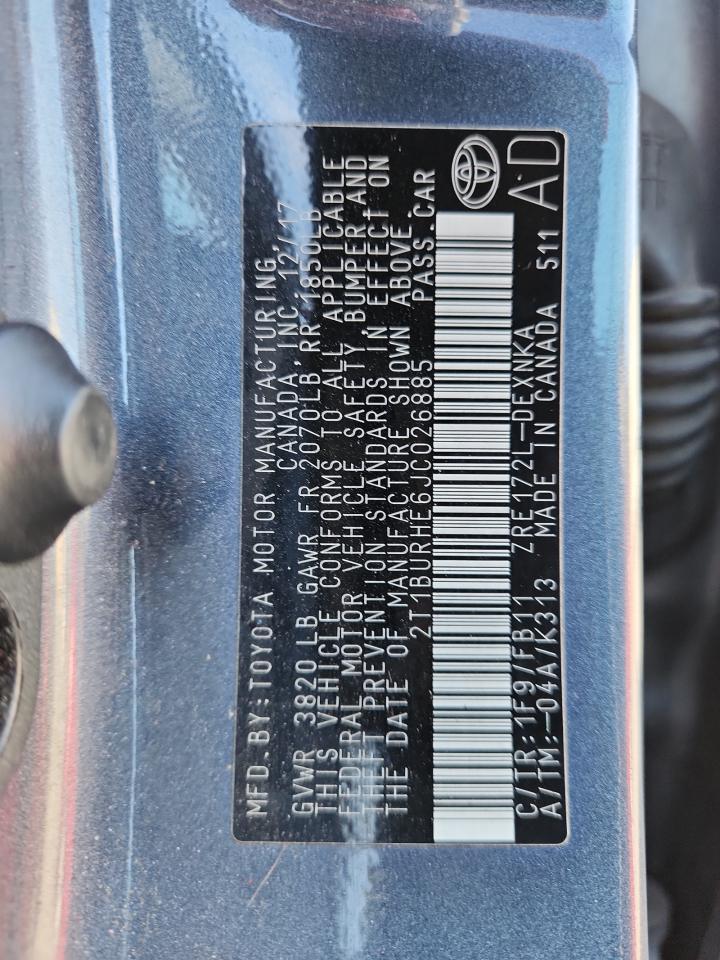 MFD.BY:TOYOTA MOTOR MANUFACTURING,
CANADA, INC. 12/17
GVWR 3820LB GAWR FR 2070LB RR 1850LB
THIS VEHICLE CONFORMS TO ALL APPLICABLE
FEDERAL MOTOR VEHICLE SAFETY,BUMPER AND
THEFT PREVENTION STANDARDS IN EFFECT ON
THE DATE OF MANUFACTURE SHOWN ABOVE.
2T1BURHE6JC026885 PASS.CAR
C/TR:1F9/FB11 ZRE172L-DEXNKA
A/TM:-04A/K313 MADE IN CANADA 511 AD